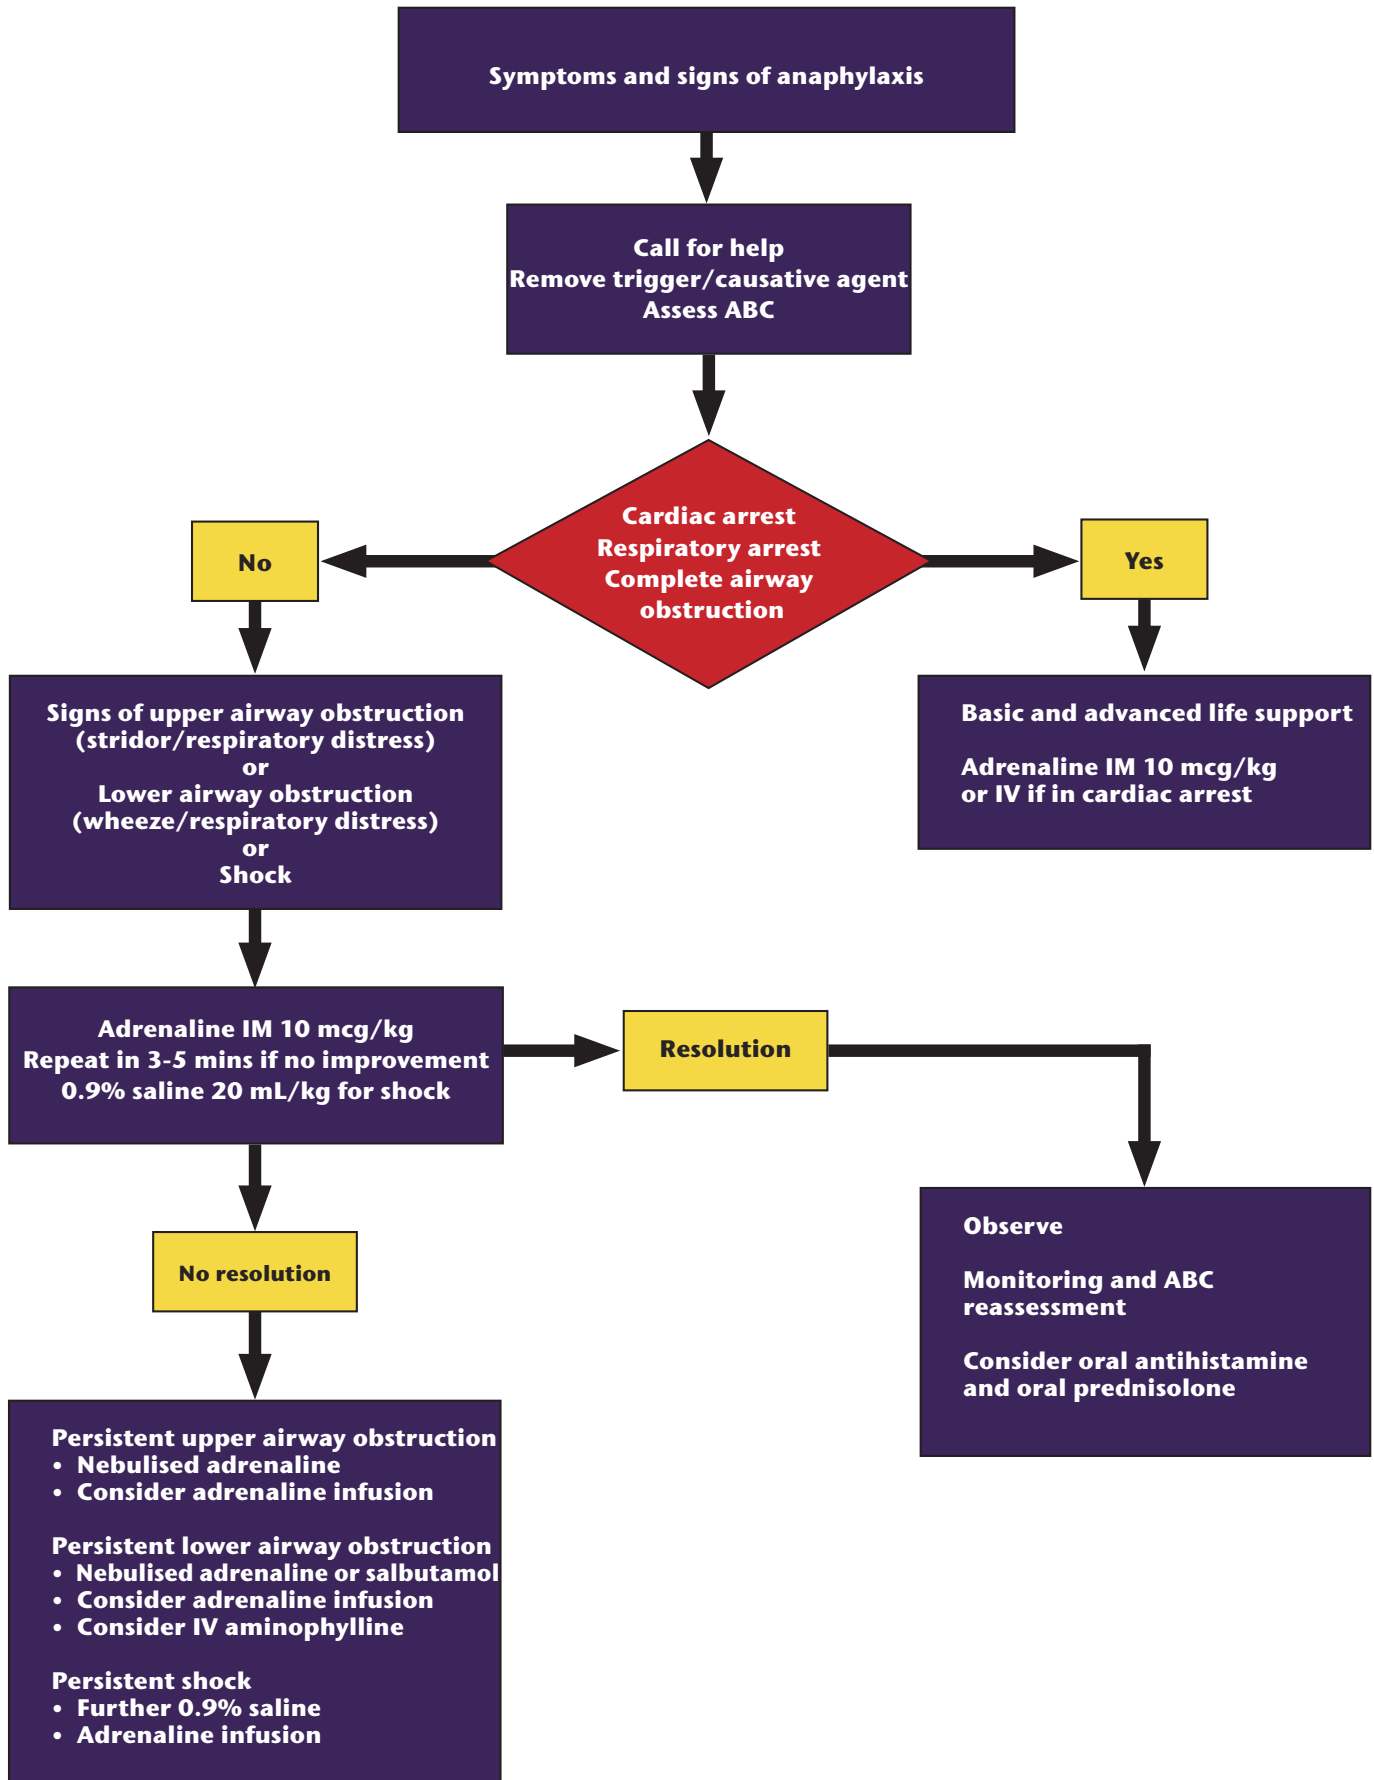 Symptoms and signs of anaphylaxis
Call for help
Remove trigger/causative agent
Assess ABC
Cardiac arrest
Respiratory arrest
Complete airway
obstruction
No
Yes
Signs of upper airway obstruction
(stridor/respiratory distress)
or
Lower airway obstruction
(wheeze/respiratory distress)
or
Shock
Basic and advanced life support
Adrenaline IM 10 mcg/kg
or IV if in cardiac arrest
Adrenaline IM 10 mcg/kg
Repeat in 3-5 mins if no improvement
0.9% saline 20 mL/kg for shock
Resolution
No resolution
Observe
Monitoring and ABC
reassessment
Consider oral antihistamine
and oral prednisolone
Persistent upper airway obstruction
• Nebulised adrenaline
• Consider adrenaline infusion
Persistent lower airway obstruction
• Nebulised adrenaline or salbutamol
• Consider adrenaline infusion
• Consider IV aminophylline
Persistent shock
• Further 0.9% saline
• Adrenaline infusion